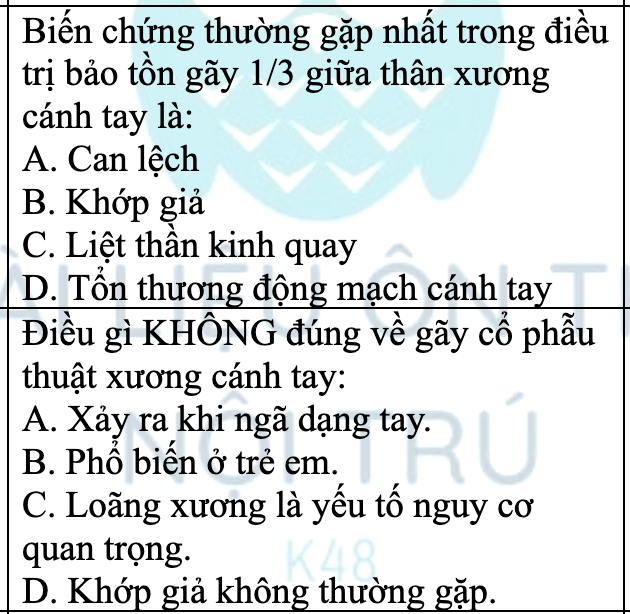 Biến chứng thường gặp nhất trong điều
trị bảo tồn gãy 1/3 giữa thân xương
cánh tay là:
A. Can lệch
B. Khớp giả
C. Liệt thần kinh quay
D. Tổn thương động mạch cánh tay
Điều gì KHÔNG đúng về gãy cổ phẫu
thuật xương cánh tay:
A. Xảy ra khi ngã dạng tay.
B. Phổ biến ở trẻ em.
C. Loãng xương là yếu tố nguy cơ
quan trọng.
D. Khớp giả không thường gặp.
ÀI LIỆU ÔN T
NỘI TRÚ
K48